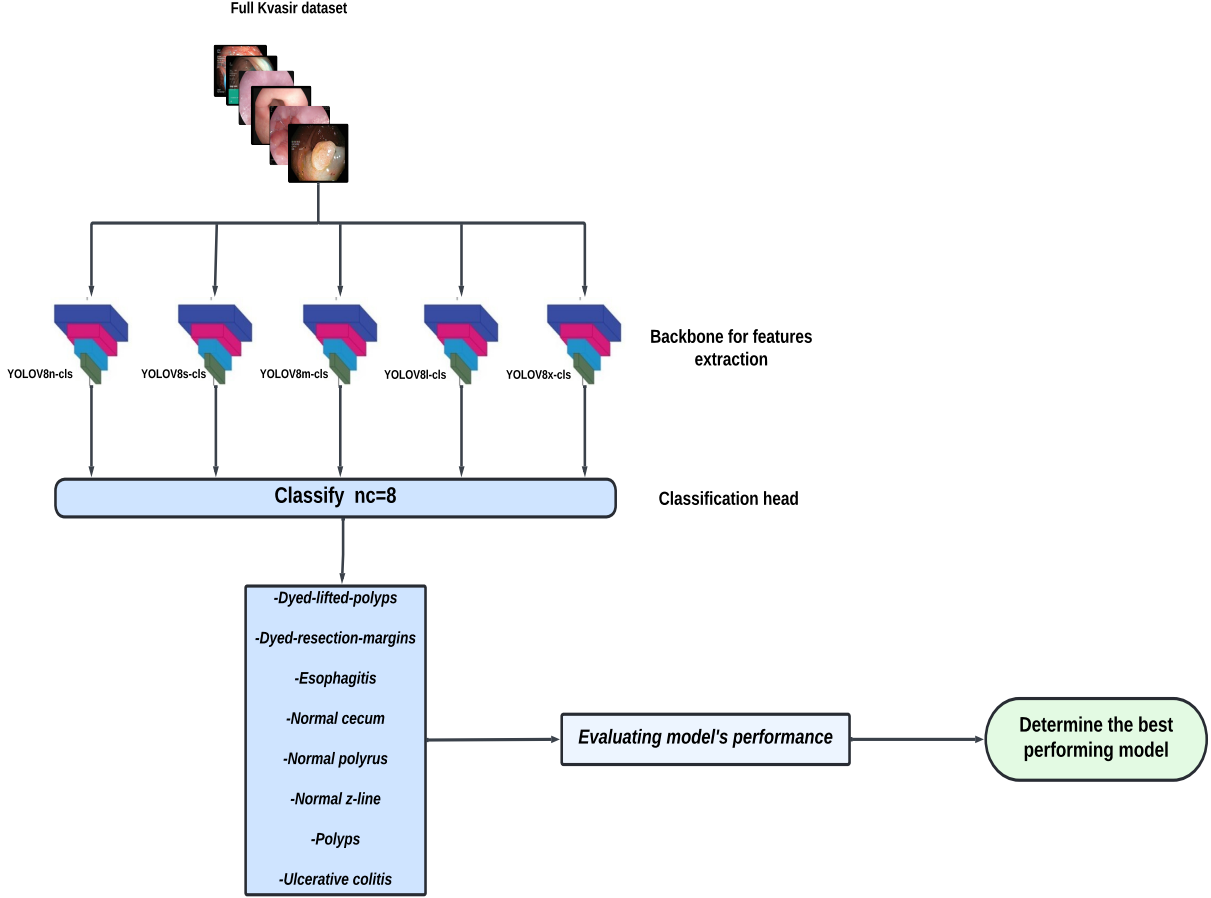 Full Kvasir dataset
YOLOV8n-cls
YOLOV8s-cls
YOLOV8m-cls
YOLOV8l-cls
YOLOV8x-cls
Backbone for features
extraction
Classify nc=8
Classification head
-Dyed-lifted-polyps
-Dyed-resection-margins
-Esophagitis
-Normal cecum
-Normal polyrus
-Normal z-line
-Polyps
-Ulcerative colitis
Evaluating model's performance
Determine the best
performing model